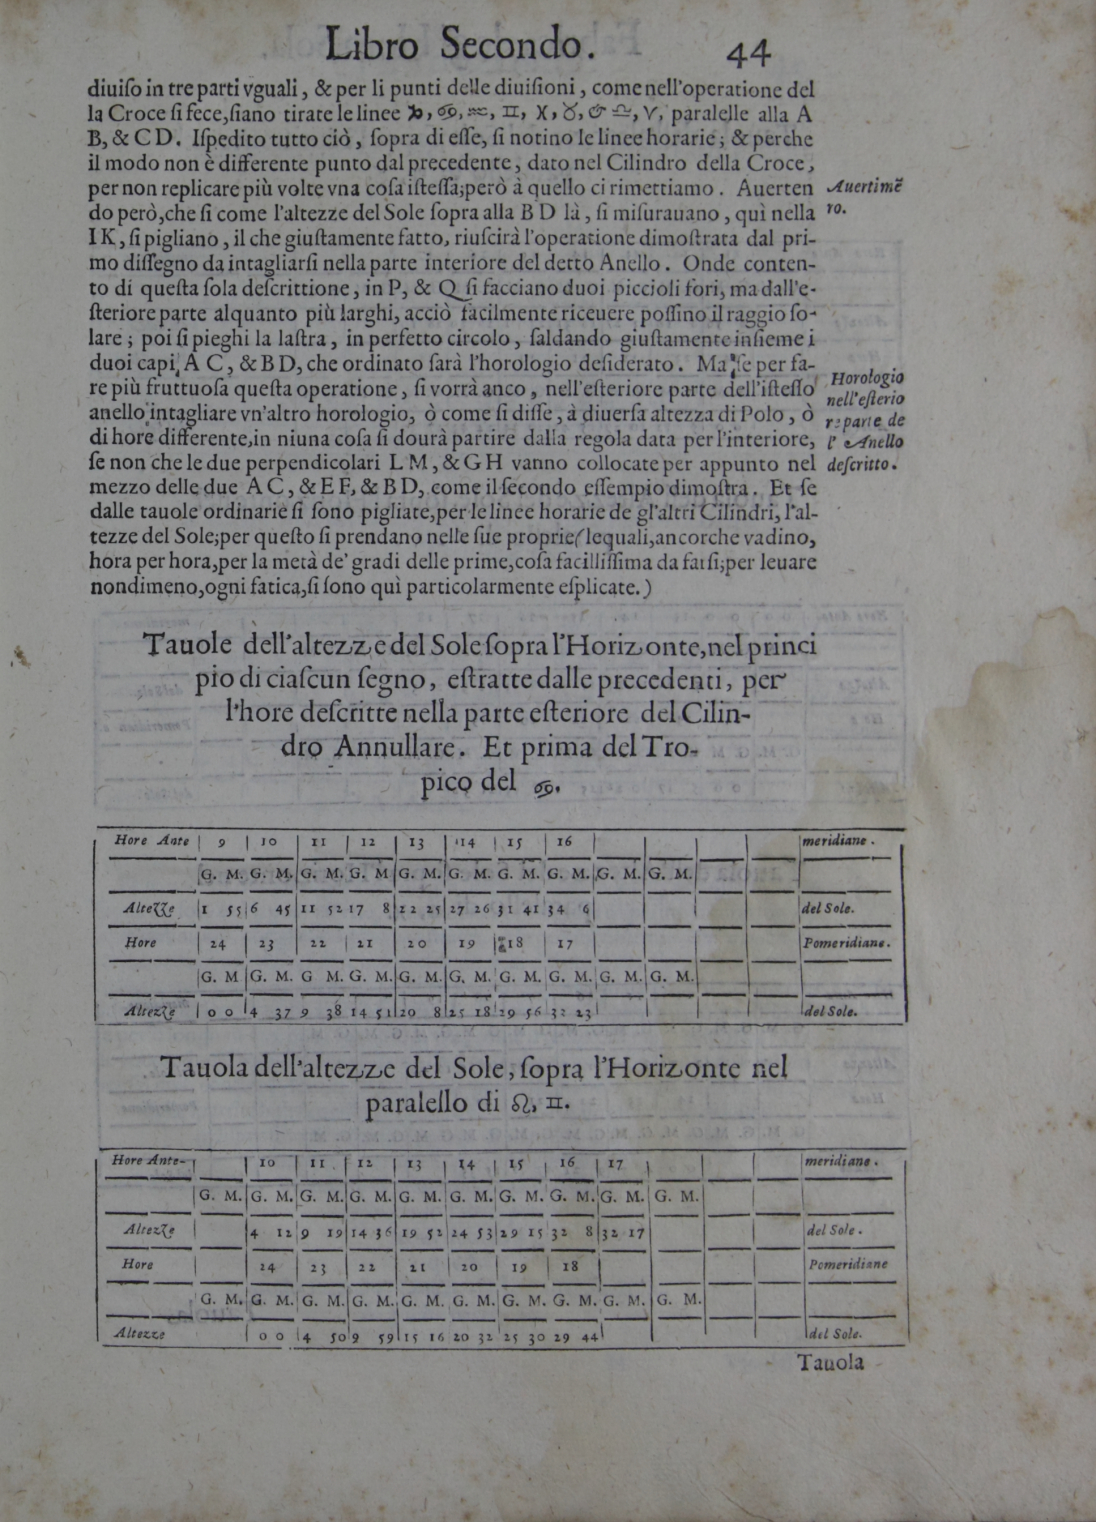 Libro Secondo. 44
diuiſo in tre parti vguali, & per li punti delle diuiſioni, come nell'operatione del
la Croce ſi fece, ſiano tirate le linee ♑, ♋, ♒, ♊, ♓, ♉, & ♎, ♈, paralelle alla A
B, & C D. Iſpedito tutto ciò, ſopra di eſſe, ſi notino le linee horarie; & perche
il modo non è differente punto dal precedente, dato nel Cilindro della Croce,
per non replicare più volte vna coſa iſteſſa; però à quello ci rimettiamo. Auerten
Auertimẽ
do però, che ſi come l'altezze del Sole ſopra alla B D là, ſi miſurauano, quì nella
to.
I K, ſi pigliano, il che giuſtamente fatto, riuſcirà l'operatione dimoſtrata dal pri-
mo diſſegno da intagliarſi nella parte interiore del detto Anello. Onde conten-
to di queſta ſola deſcrittione, in P, & Q ſi facciano duoi piccioli fori, ma dall'e-
ſteriore parte alquanto più larghi, acciò facilmente riceuere poſſino il raggio ſo-
lare; poi ſi pieghi la laſtra, in perfetto circolo, ſaldando giuſtamente inſieme i
duoi capi, A C, & B D, che ordinato ſarà l'horologio deſiderato. Ma ſe per fa-
re più fruttuoſa queſta operatione, ſi vorrà anco, nell'eſteriore parte dell'iſteſſo
anello intagliare vn'altro horologio, ò come ſi diſſe, à diuerſa altezza di Polo, ò
di hore differente, in niuna coſa ſi dourà partire dalla regola data per l'interiore,
ſe non che le due perpendicolari L M, & G H vanno collocate per appunto nel
Horologio
nell'eſterio
r: parte de
l' Anello
deſcritto.
mezzo delle due A C, & E F, & B D, come il ſecondo eſſempio dimoſtra. Et ſe
dalle tauole ordinarie ſi ſono pigliate, per le linee horarie de gl'altri Cilindri, l'al-
tezze del Sole; per queſto ſi prendano nelle ſue proprie (lequali, ancorche vadino,
hora per hora, per la metà de' gradi delle prime, coſa facilliſſima da farſi; per leuare
nondimeno, ogni fatica, ſi ſono quì particolarmente eſplicate.)
Tauole dell'altezze del Sole ſopra l'Horizonte, nel princi
pio di ciaſcun ſegno, eſtratte dalle precedenti, per
l'hore deſcritte nella parte eſteriore del Cilin-
dro Annullare. Et prima del Tro-
pico del ♋.
Hore Ante 9 10 11 12 13 14 15 16 meridiane.
G. M. G. M. G. M. G. M G. M. G. M. G. M. G. M. G. M. G. M.
Altezze 1 55 6 45 11 52 17 8 22 25 27 26 31 41 34 6 del Sole.
Hore 24 23 22 21 20 19 18 17 Pomeridiane.
G. M G. M. G M. G. M. G. M. G. M. G. M. G. M. G. M. G. M.
Altezze 0 0 4 37 9 38 14 51 20 8 25 18 29 56 32 23 del Sole.
Tauola dell'altezze del Sole, ſopra l'Horizonte nel
paralello di ♌, ♊.
Hore Ante- 10 11 12 13 14 15 16 17 meridiane.
G. M. G. M. G. M. G. M. G. M. G. M. G. M. G. M. G. M. G. M.
Altezze 4 12 9 19 14 36 19 52 24 53 29 15 32 8 32 17 del Sole.
Hore 24 23 22 21 20 19 18 Pomeridiane
G. M. G. M. G. M. G. M. G. M. G. M. G. M. G. M. G. M. G. M.
Altezze 0 0 4 50 9 59 15 16 20 32 25 30 29 44 del Sole.
Tauola